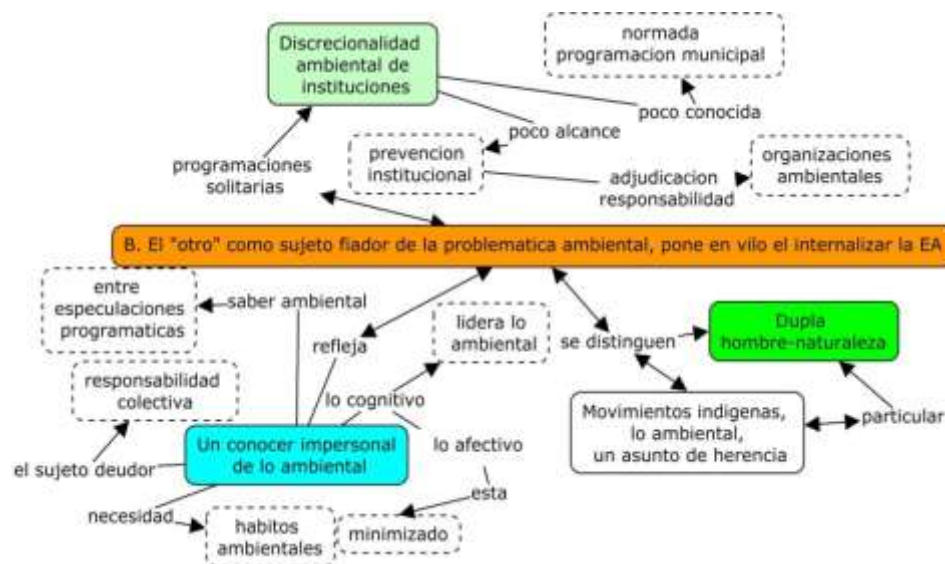 Discrecionalidad
ambiental de
instituciones
normada
programacion municipal
poco conocida
poco alcance
programaciones
solitarias
prevencion
institucional
adjudicacion
responsabilidad
organizaciones
ambientales
B. El "otro" como sujeto fiador de la problematica ambiental, pone en vilo el internalizar la EA
entre
especulaciones
programaticas
saber ambiental
refleja
lidera lo
ambiental
se distinguen
Dupla
hombre-naturaleza
responsabilidad
colectiva
lo cognitivo
Movimientos indigenas,
lo ambiental,
un asunto de herencia
particular
Un conocer impersonal
de lo ambiental
lo afectivo
el sujeto deudor
esta
necesidad
habitos
ambientales
minimizado